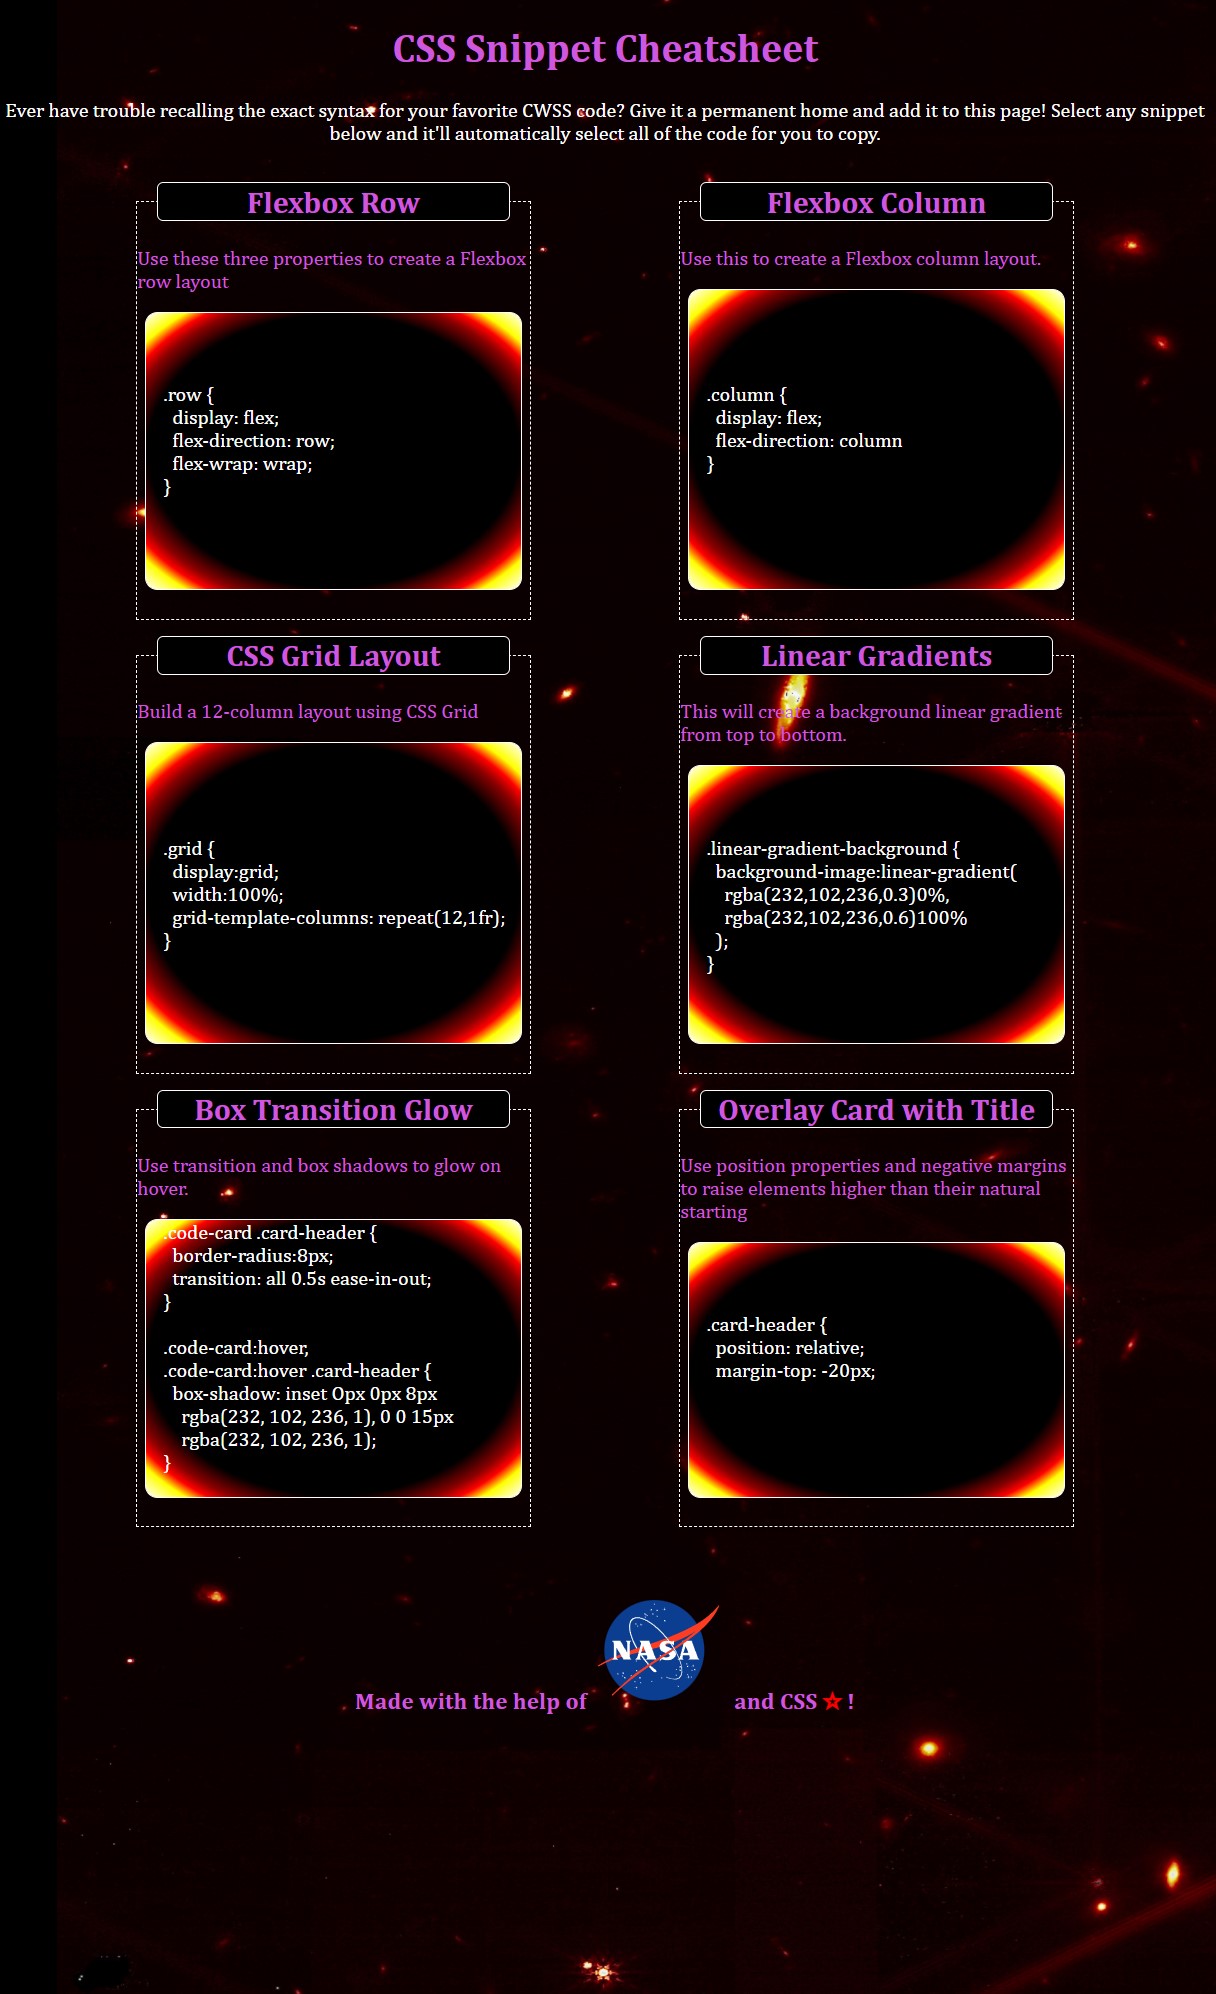 CSS Snippet Cheatsheet
Ever have trouble recalling the exact syntax for your favorite CWSS code? Give it a permanent home and add it to this page! Select any snippet
below and it'll automatically select all of the code for you to copy.
Flexbox Row
Use these three properties to create a Flexbox
row layout
.row {
display: flex;
flex-direction: row;
flex-wrap: wrap;
}
Flexbox Column
Use this to create a Flexbox column layout.
.column {
display: flex;
flex-direction: column
}
CSS Grid Layout
Build a 12-column layout using CSS Grid
.grid {
display:grid;
width:100%;
grid-template-columns: repeat(12,1fr);
}
Linear Gradients
This will create a background linear gradient
from top to bottom.
.linear-gradient-background {
background-image:linear-gradient(
rgba(232,102,236,0.3)0%,
rgba(232,102,236,0.6)100%
);
}
Box Transition Glow
Use transition and box shadows to glow on
hover.
.code-card .card-header {
border-radius:8px;
transition: all 0.5s ease-in-out;
}
.code-card:hover,
.code-card:hover .card-header {
box-shadow: inset Opx 0px 8px
rgba(232, 102, 236, 1), 0 0 15px
rgba(232, 102, 236, 1);
}
Overlay Card with Title
Use position properties and negative margins
to raise elements higher than their natural
starting
.card-header {
position: relative;
margin-top: -20px;
NASA
Made with the help of and CSS ☆ !